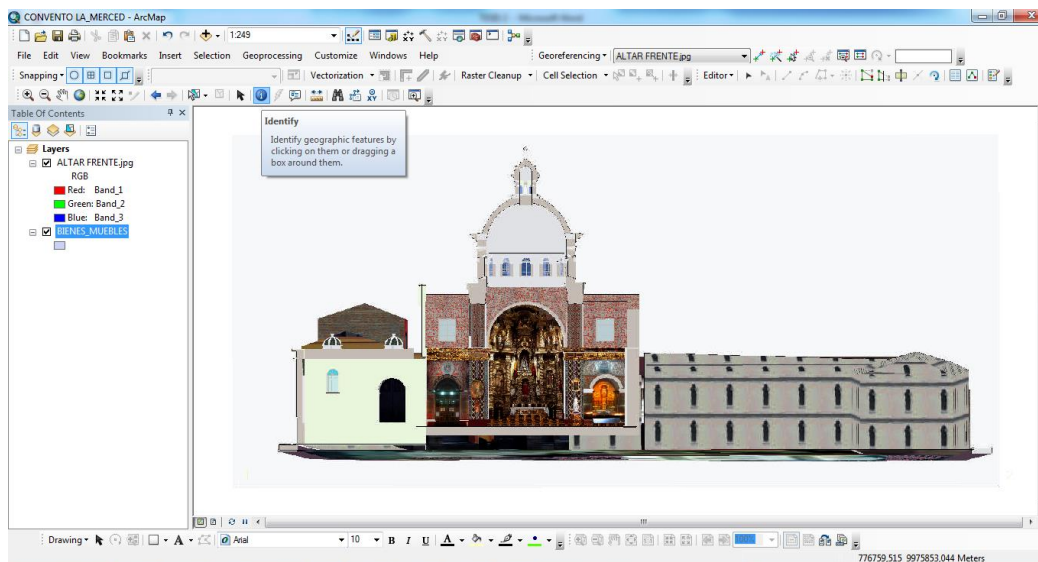 CONVENTO LA_MERCED - ArcMap
1:249
File Edit View Bookmarks Insert Selection Geoprocessing Customize Windows Help
Georeferencing ALTAR FRENTE.jpg
Snapping Vectorization Raster Cleanup Cell Selection Editor
Table Of Contents
Layers
ALTAR FRENTE.jpg
RGB
Red: Band_1
Green: Band_2
Blue: Band_3
BIENES_MUEBLES
Identify
Identify geographic features by
clicking on them or dragging a
box around them.
Drawing A Arial 10 B I U A
776759,515 9975853,044 Meters